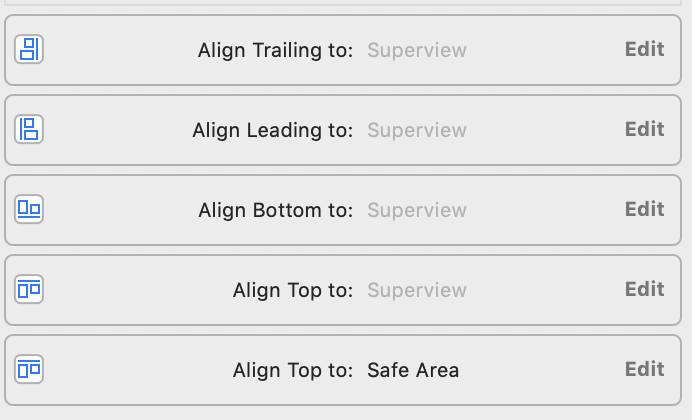 Align Trailing to: Superview Edit
Align Leading to: Superview Edit
Align Bottom to: Superview Edit
Align Top to: Superview Edit
Align Top to: Safe Area Edit